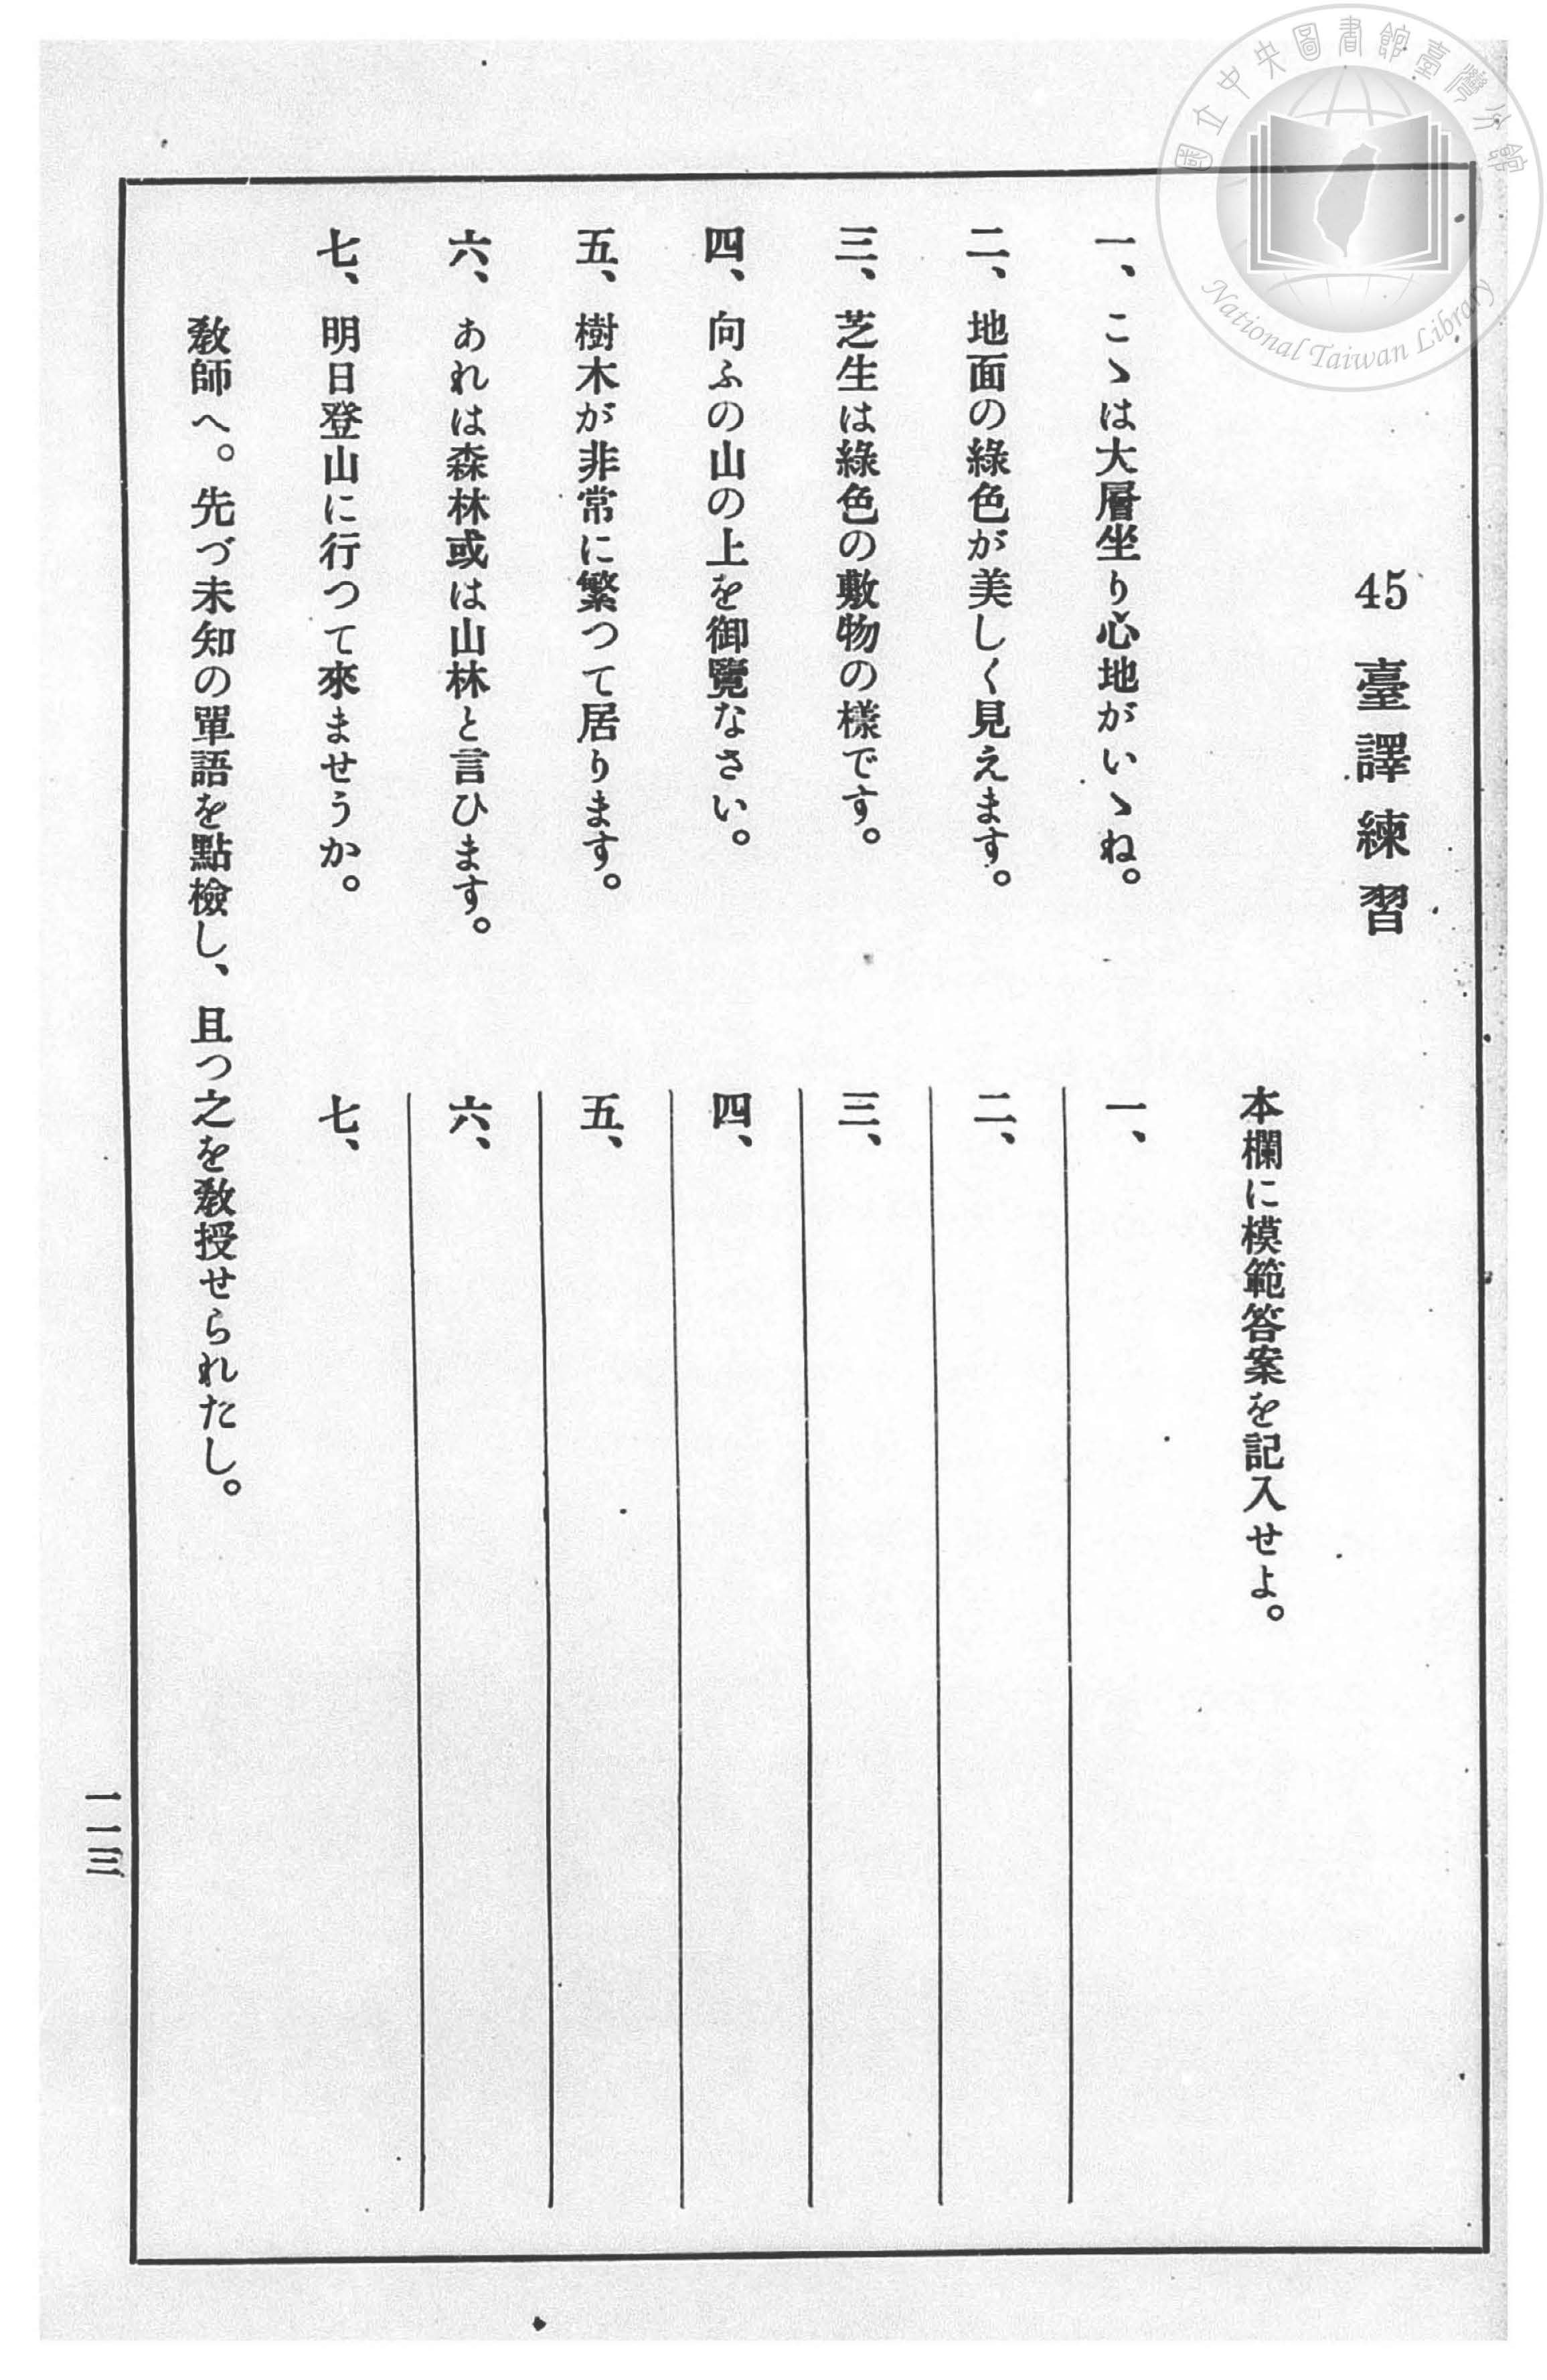 45 臺譯練習
本欄に模範答案を記入せよ。
一、こゝは大層坐り心地がいゝね。
二、地面の綠色が美しく見えます。
三、芝生は綠色の敷物の樣です。
四、向ふの山の上を御覽なさい。
五、樹木が非常に繁つて居ります。
六、あれは森林或は山林と言ひます。
七、明日登山に行つて來ませうか。
一、
二、
三、
四、
五、
六、
七、
敎師へ。先づ未知の單語を點檢し、且つ之を敎授せられたし。
一一三
國立中央圖書館臺灣分館
National Taiwan Library